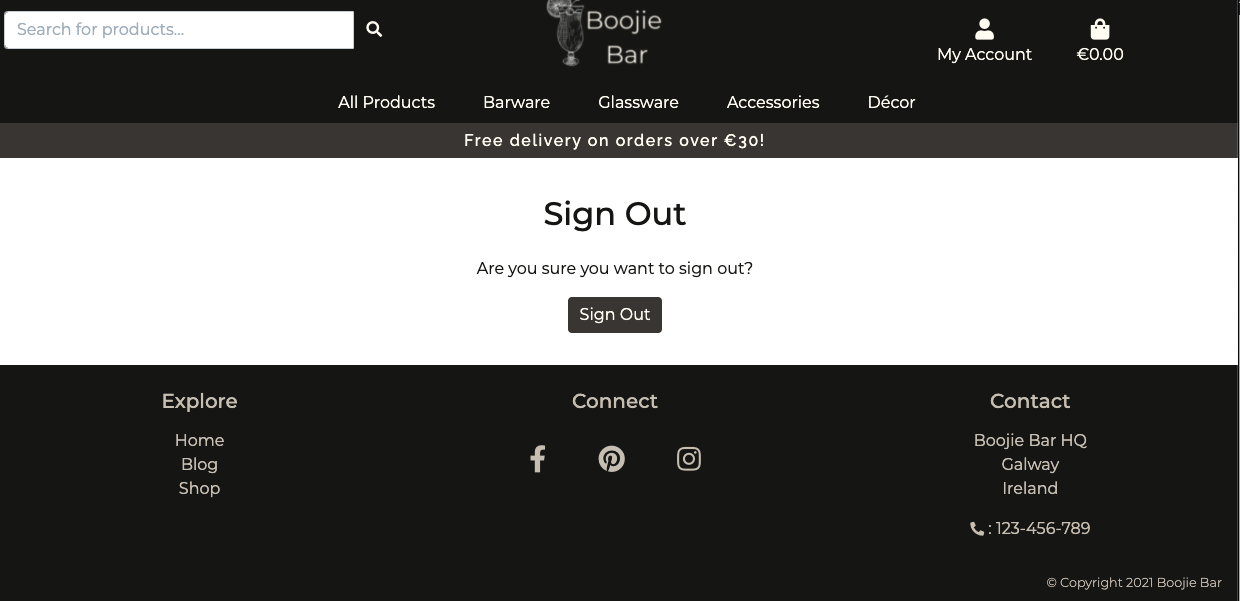 Search for products...
Boojie
Bar
My Account
€0.00
All Products
Barware
Glassware
Accessories
Décor
Free delivery on orders over €30!
Sign Out
Are you sure you want to sign out?
Sign Out
Explore
Home
Blog
Shop
Connect
Contact
Boojie Bar HQ
Galway
Ireland
: 123-456-789
© Copyright 2021 Boojie Bar